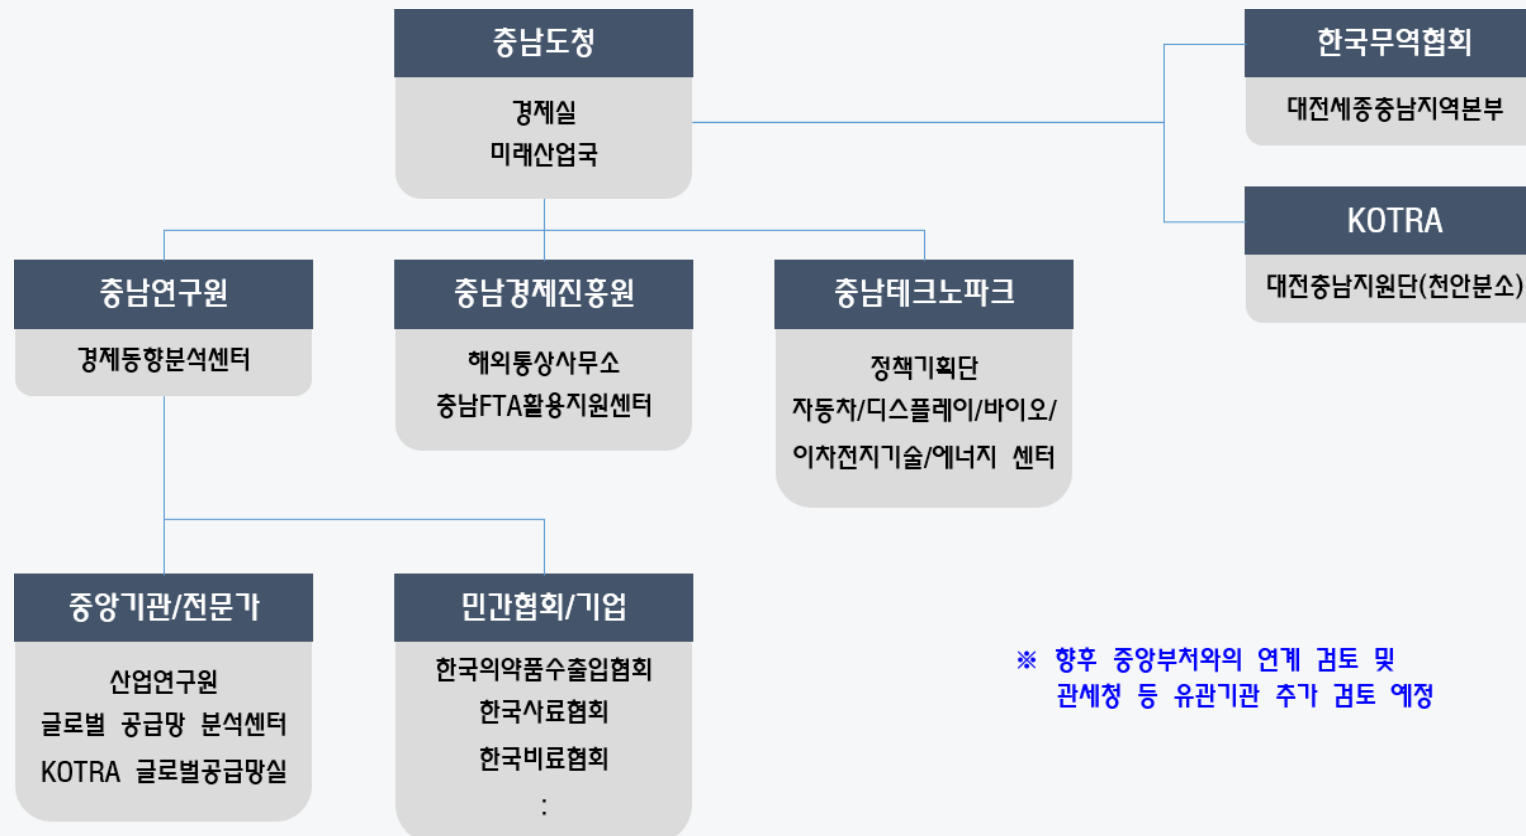 충남도청
경제실
미래산업국
한국무역협회
대전세종충남지역본부
KOTRA
대전충남지원단(천안분소)
충남연구원
경제동향분석센터
충남경제진흥원
해외통상사무소
충남FTA활용지원센터
충남테크노파크
정책기획단
자동차/디스플레이/바이오/
이차전지기술/에너지 센터
중앙기관/전문가
산업연구원
글로벌 공급망 분석센터
KOTRA 글로벌공급망실
민간협회/기업
한국의약품수출입협회
한국사료협회
한국비료협회
:
※ 향후 중앙부처와의 연계 검토 및
관세청 등 유관기관 추가 검토 예정